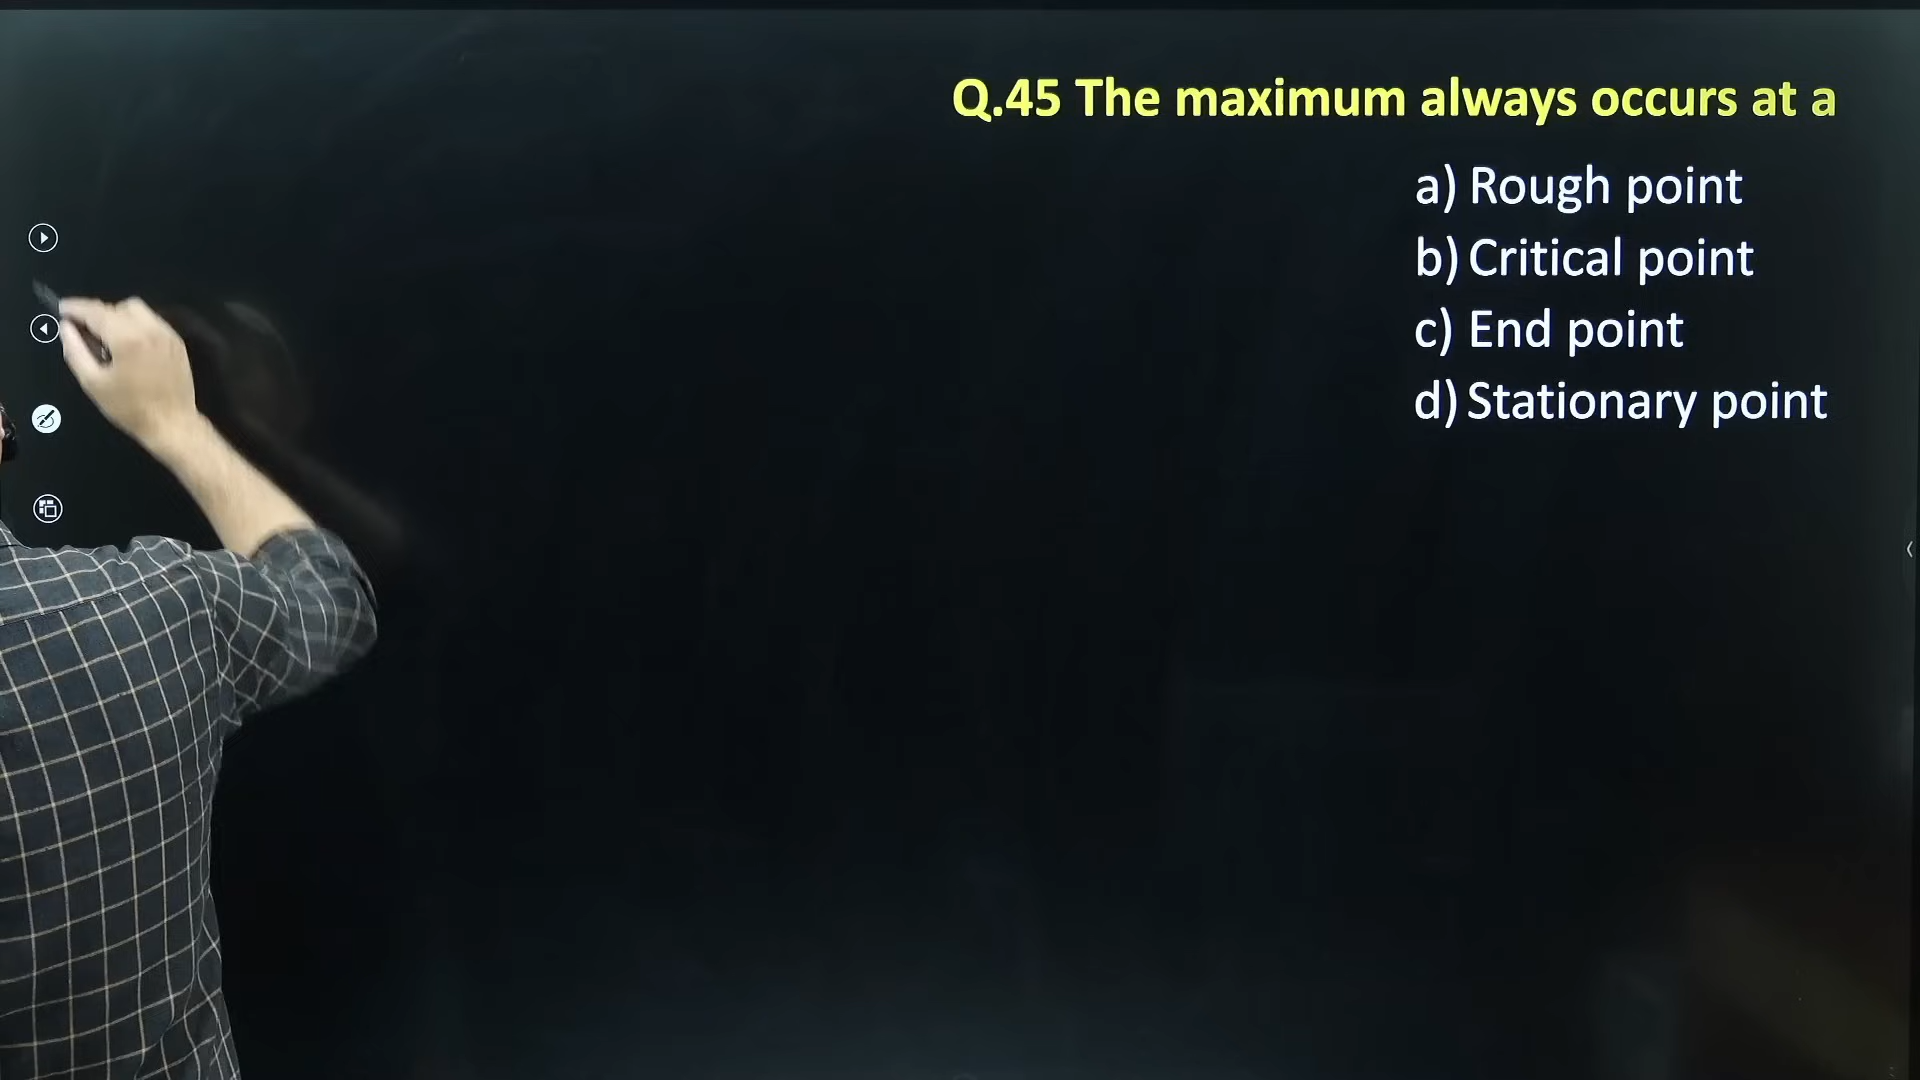 Q.45 The maximum always occurs at a
a) Rough point
b) Critical point
c) End point
d) Stationary point